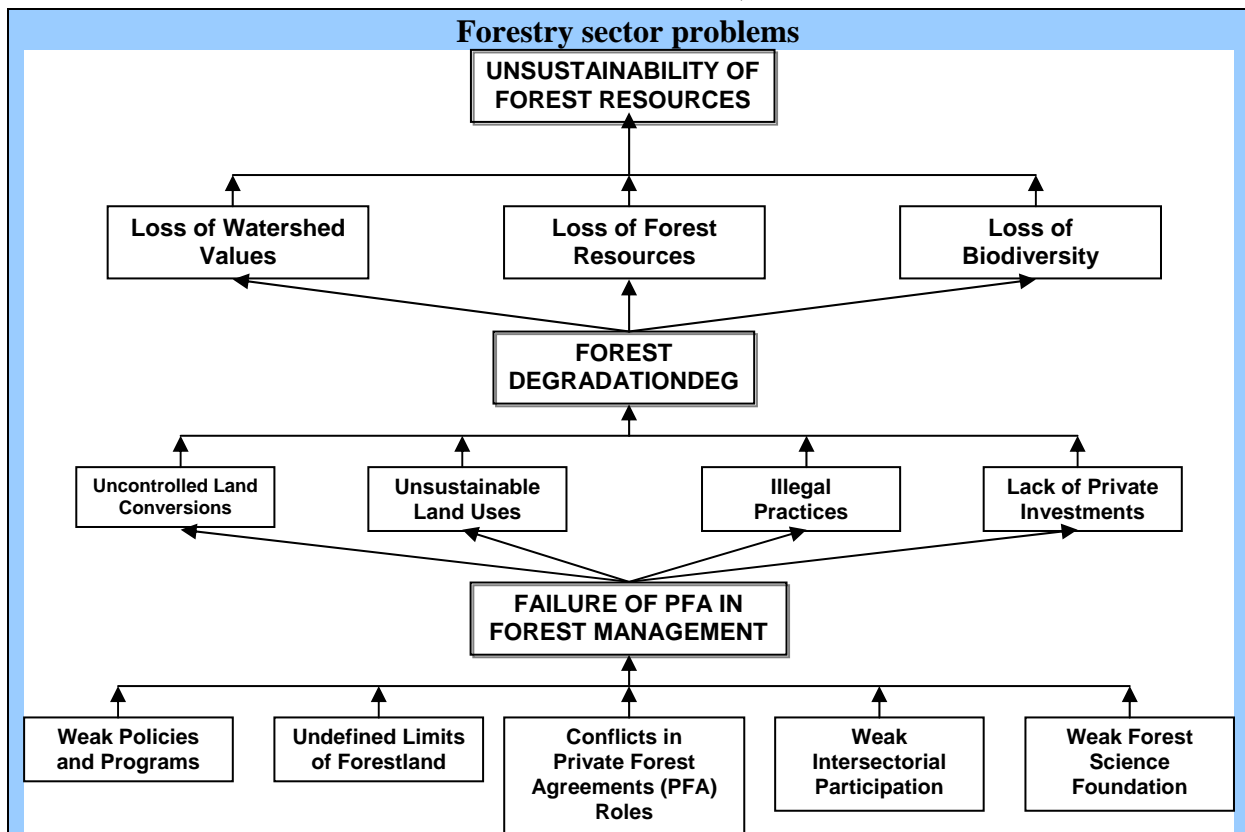 Forestry sector problems
UNSUSTAINABILITY OF
FOREST RESOURCES
Loss of Watershed
Values
Loss of Forest
Resources
Loss of
Biodiversity
FOREST
DEGRADATIONDEG
Uncontrolled Land
Conversions
Unsustainable
Land Uses
Illegal
Practices
Lack of Private
Investments
FAILURE OF PFA IN
FOREST MANAGEMENT
Weak Policies
and Programs
Undefined Limits
of Forestland
Conflicts in
Private Forest
Agreements (PFA)
Roles
Weak
Intersectorial
Participation
Weak Forest
Science
Foundation